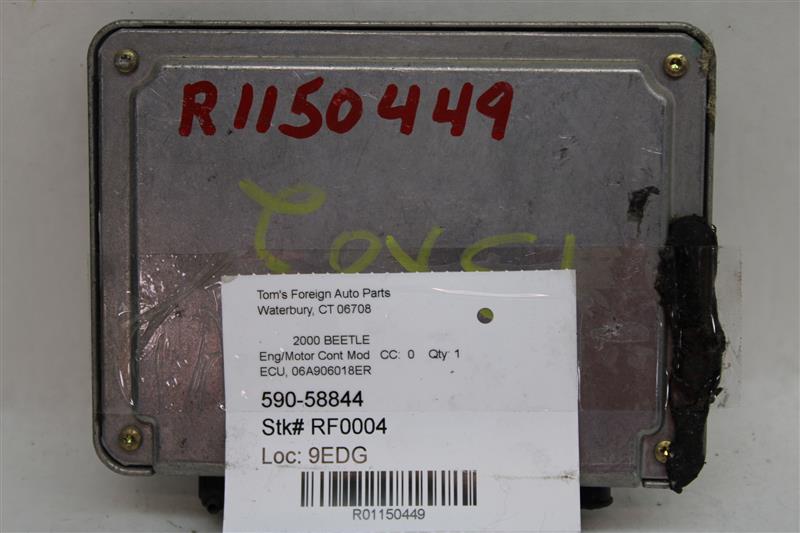 R1150449
Tom's Foreign Auto Parts
Waterbury, CT 06708
2000 BEETLE
Eng/Motor Cont Mod CC: 0 Qty: 1
ECU, 06A906018ER
590-58844
Stk# RF0004
Loc: 9EDG
R01150449